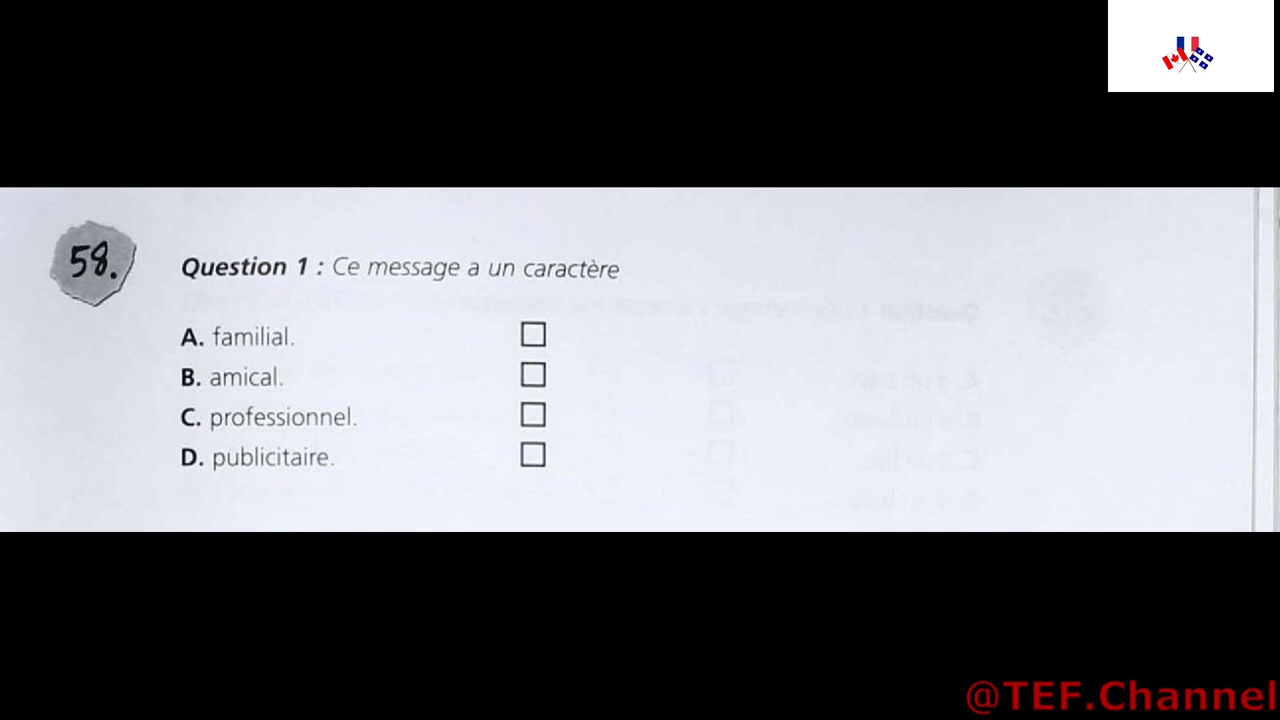 58.
Question 1 : Ce message a un caractère
A. familial.
B. amical.
C. professionnel.
D. publicitaire.
@TEF.Channel